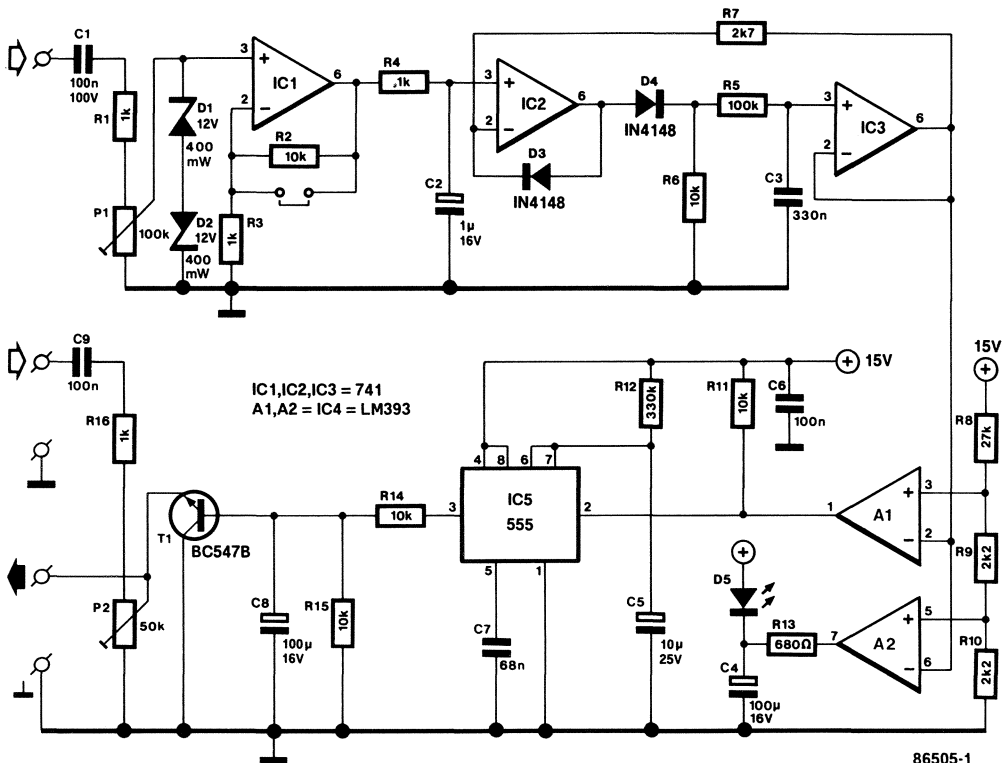 C1
100n
100V
R1
1k
P1
100k
D1
12V
400
mW
D2
12V
400
mW
3
+
IC1
6
2
−
R2
10k
R3
1k
R4
.1k
C2
1µ
16V
3
+
IC2
6
2
−
D3
IN4148
D4
IN4148
R5
100k
R6
10k
C3
330n
R7
2k7
3
+
IC3
6
2
−
C9
100n
R16
1k
IC1,IC2,IC3 = 741
A1,A2 = IC4 = LM393
T1
BC547B
P2
50k
R14
10k
C8
100µ
16V
R15
10k
4
8
6
7
3
IC5
555
2
5
1
C7
68n
R12
330k
R11
10k
C6
100n
+
15V
C5
10µ
25V
+
D5
R13
680Ω
C4
100µ
16V
1
A1
+
3
−
2
7
A2
+
5
−
6
15V
+
R8
27k
R9
2k2
R10
2k2
86505-1